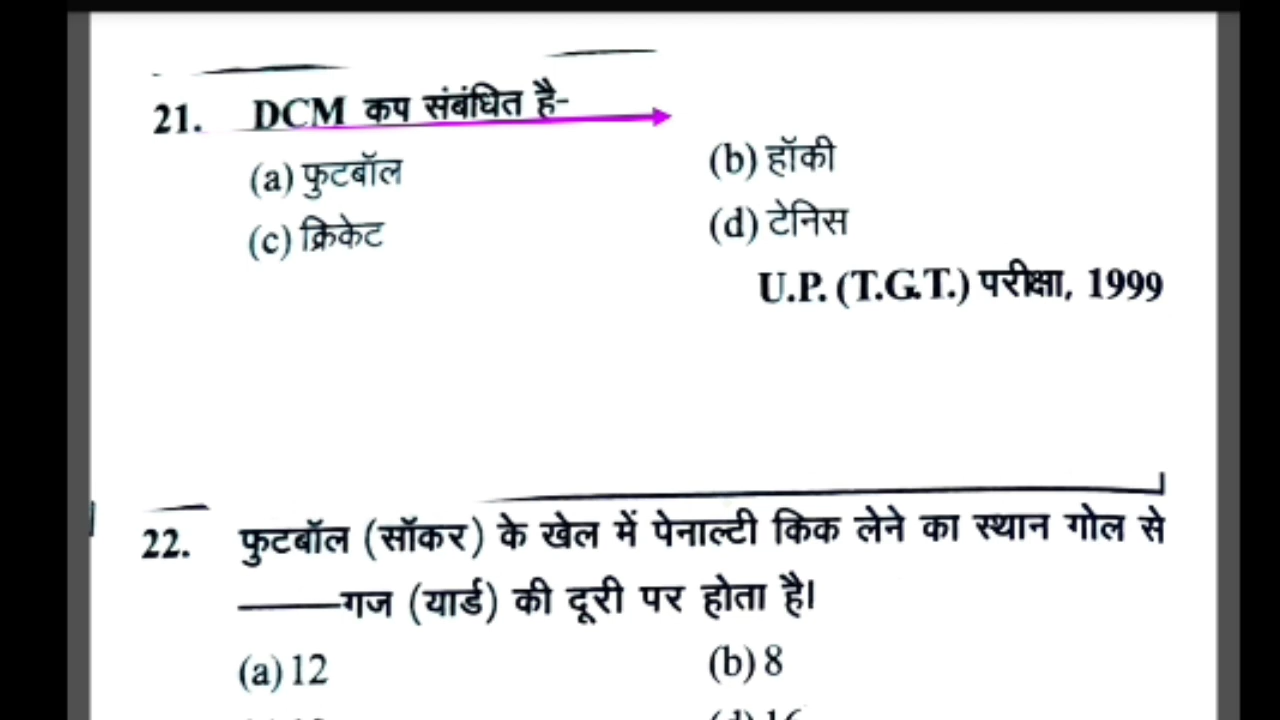 21. DCM कप संबंधित है-
(a) फुटबॉल (b) हॉकी
(c) क्रिकेट (d) टेनिस
U.P. (T.G.T.) परीक्षा, 1999
22. फुटबॉल (सॉकर) के खेल में पेनाल्टी किक लेने का स्थान गोल से
——गज (यार्ड) की दूरी पर होता है।
(a) 12 (b) 8